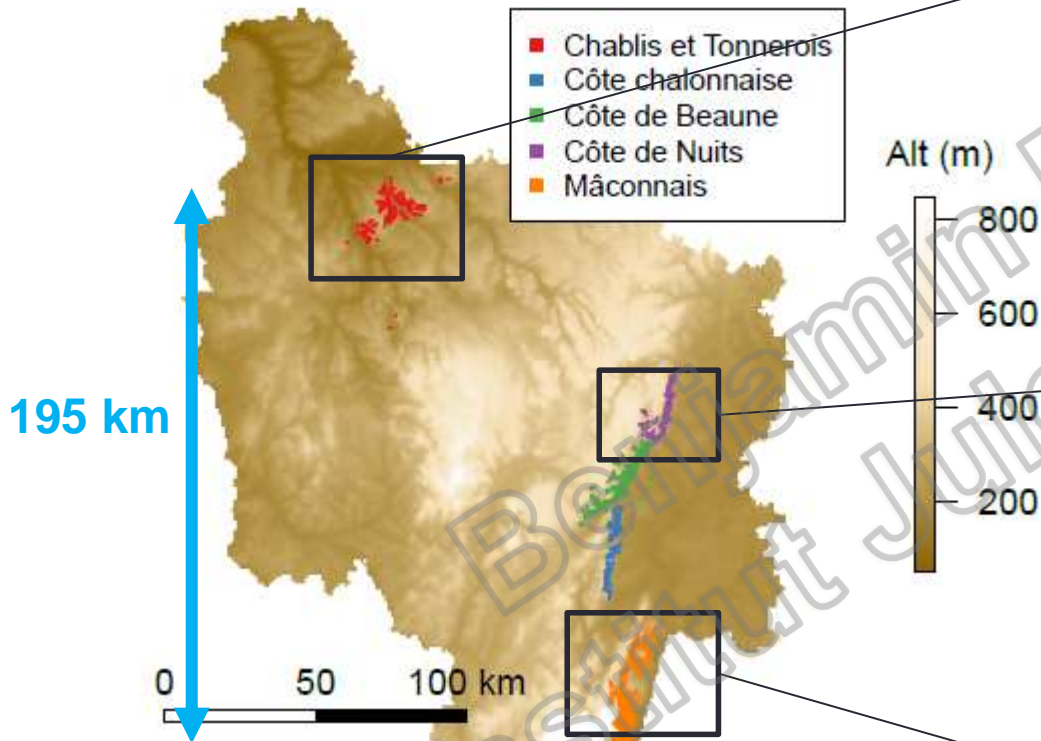 Chablis et Tonnerois
Côte chalonnaise
Côte de Beaune
Côte de Nuits
Mâconnais
Alt (m)
800
600
400
200
195 km
0 50 100 km
Benjamin